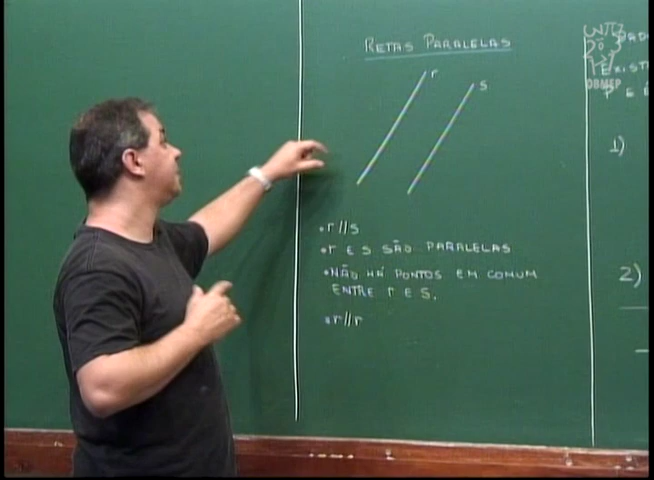 RETAS PARALELAS
r
s
• r//s
• r E s SÃO PARALELAS
• NÃO HÁ PONTOS EM COMUM
ENTRE r E s.
• r//r
OBMEP
1)
2)